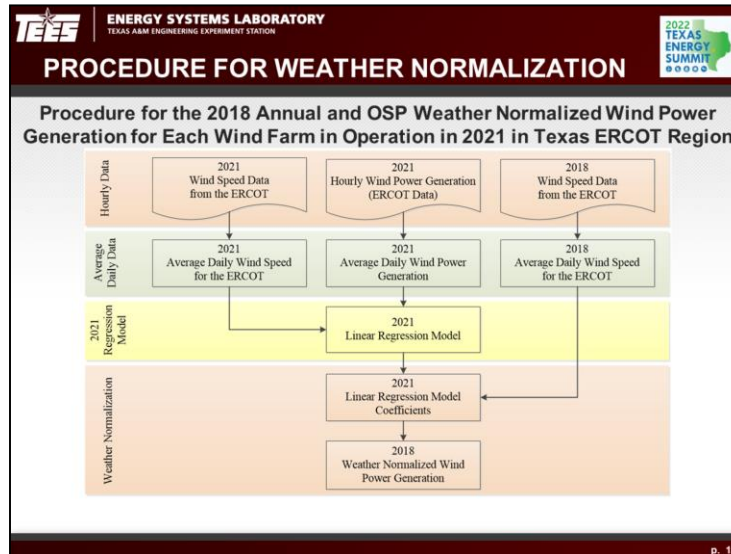 TEES
ENERGY SYSTEMS LABORATORY
TEXAS A&M ENGINEERING EXPERIMENT STATION
2022
TEXAS
ENERGY
SUMMIT
PROCEDURE FOR WEATHER NORMALIZATION
Procedure for the 2018 Annual and OSP Weather Normalized Wind Power
Generation for Each Wind Farm in Operation in 2021 in Texas ERCOT Region
Hourly Data
2021
Wind Speed Data
from the ERCOT
2021
Hourly Wind Power Generation
(ERCOT Data)
2018
Wind Speed Data
from the ERCOT
Average
Daily Data
2021
Average Daily Wind Speed
for the ERCOT
2021
Average Daily Wind Power
Generation
2018
Average Daily Wind Speed
for the ERCOT
2021
Regression
Model
2021
Linear Regression Model
Weather Normalization
2021
Linear Regression Model
Coefficients
2018
Weather Normalized Wind
Power Generation